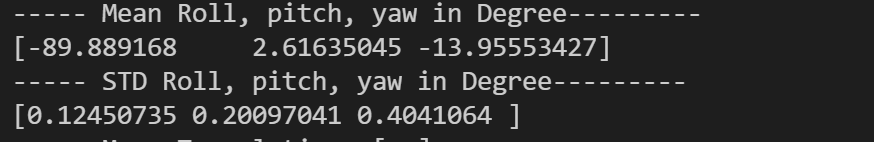 ----- Mean Roll, pitch, yaw in Degree---------
[-89.889168     2.61635045 -13.95553427]
----- STD Roll, pitch, yaw in Degree---------
[0.12450735 0.20097041 0.4041064 ]